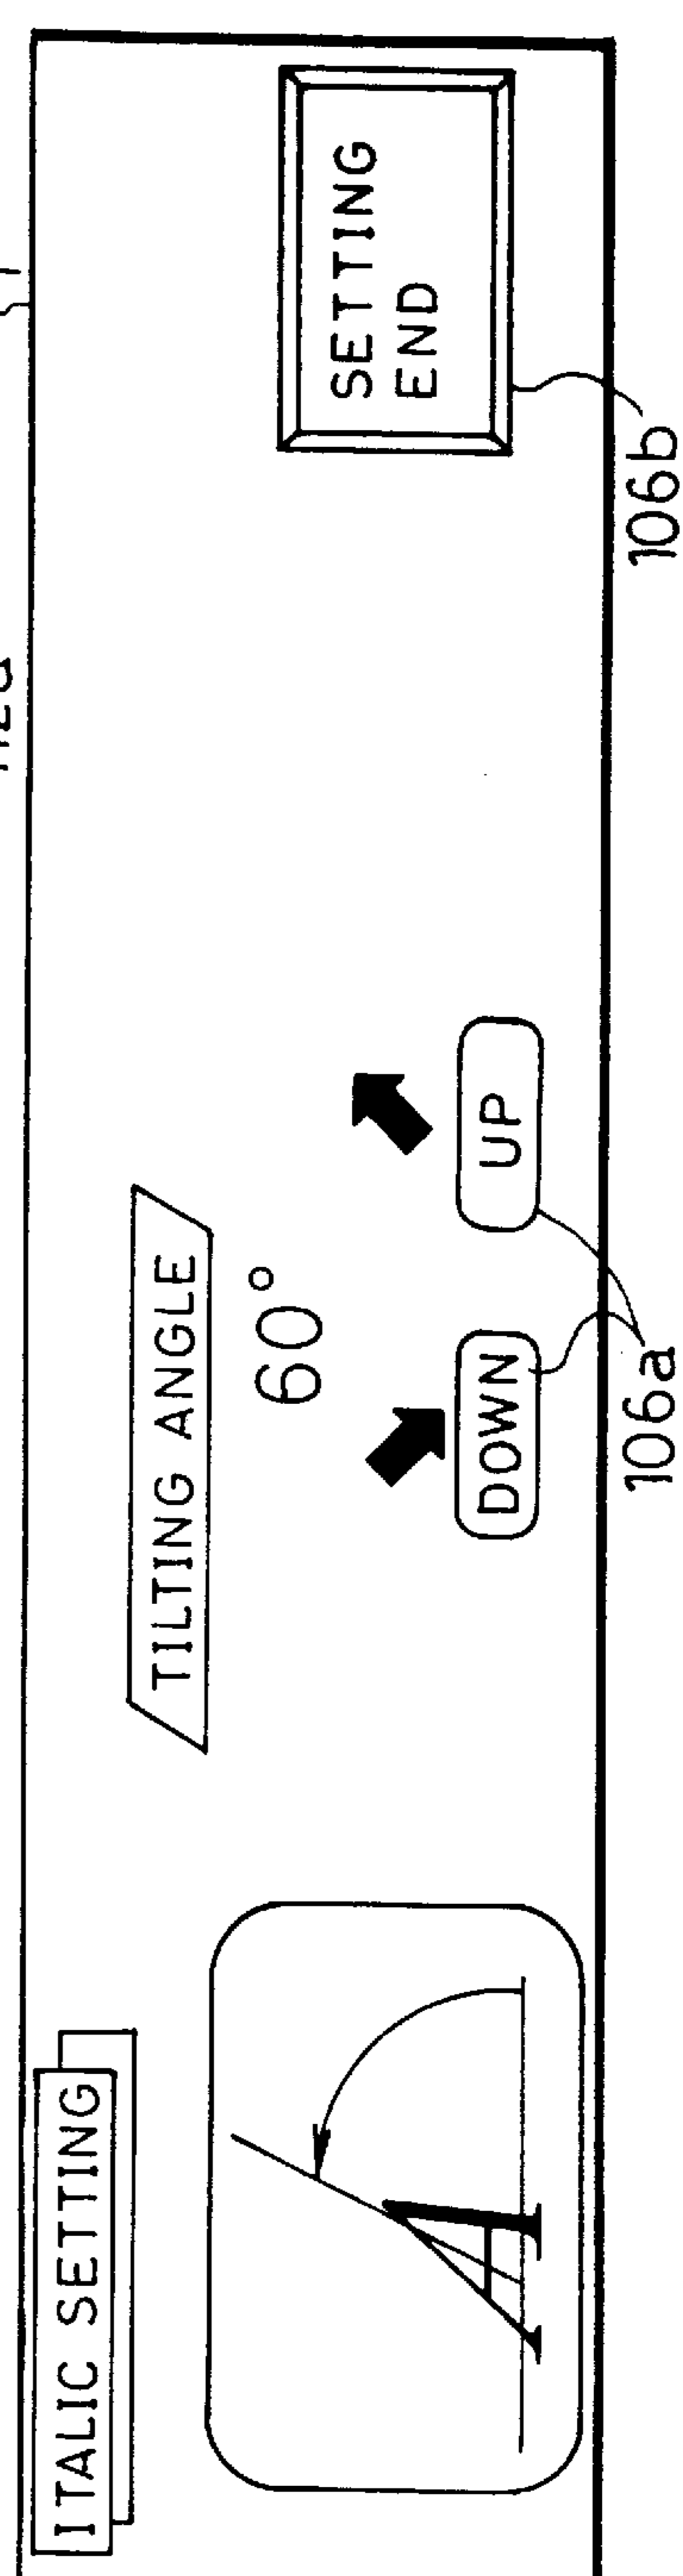 ITALIC SETTING
TILTING ANGLE
60°
DOWN
UP
SETTING
END
106a
106b